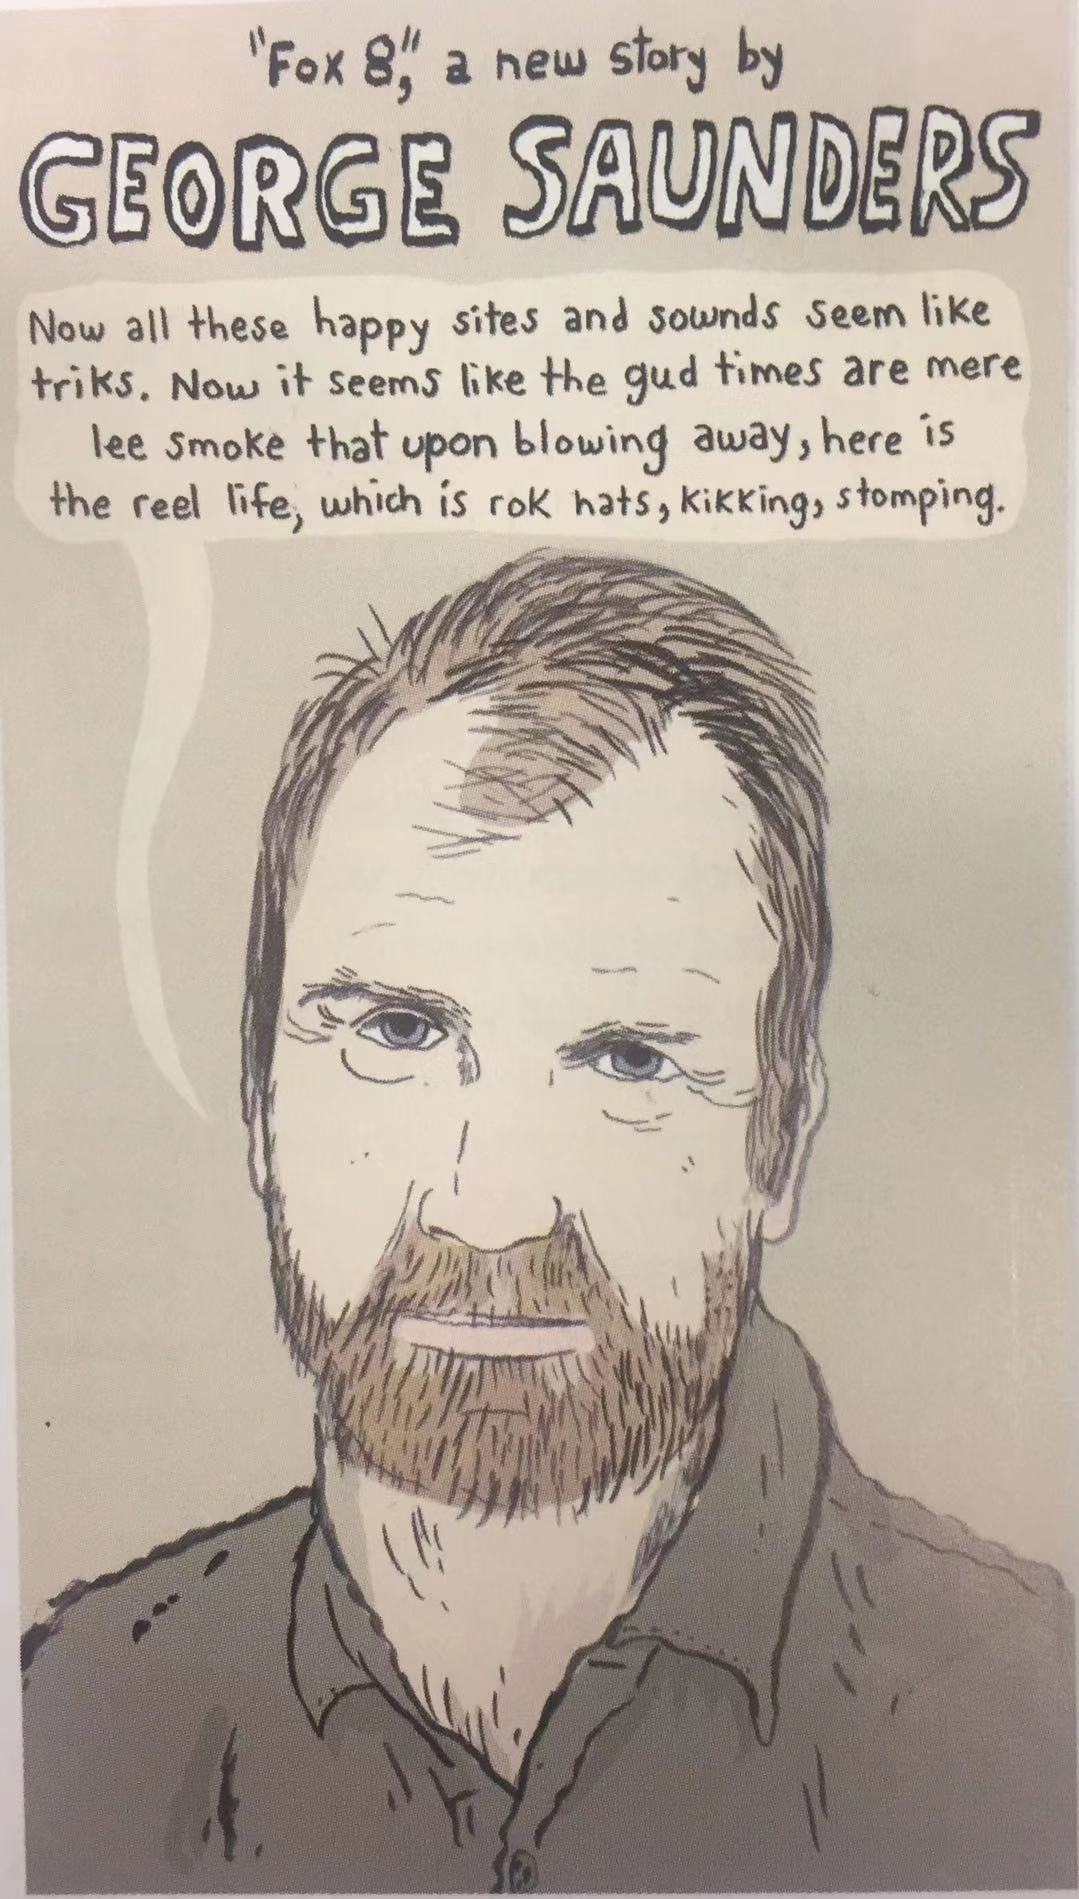 "Fox 8," a new story by
GEORGE SAUNDERS
Now all these happy sites and sownds seem like
triks. Now it seems like the gud times are mere
lee smoke that upon blowing away, here is
the reel life, which is rok hats, kikking, stomping.